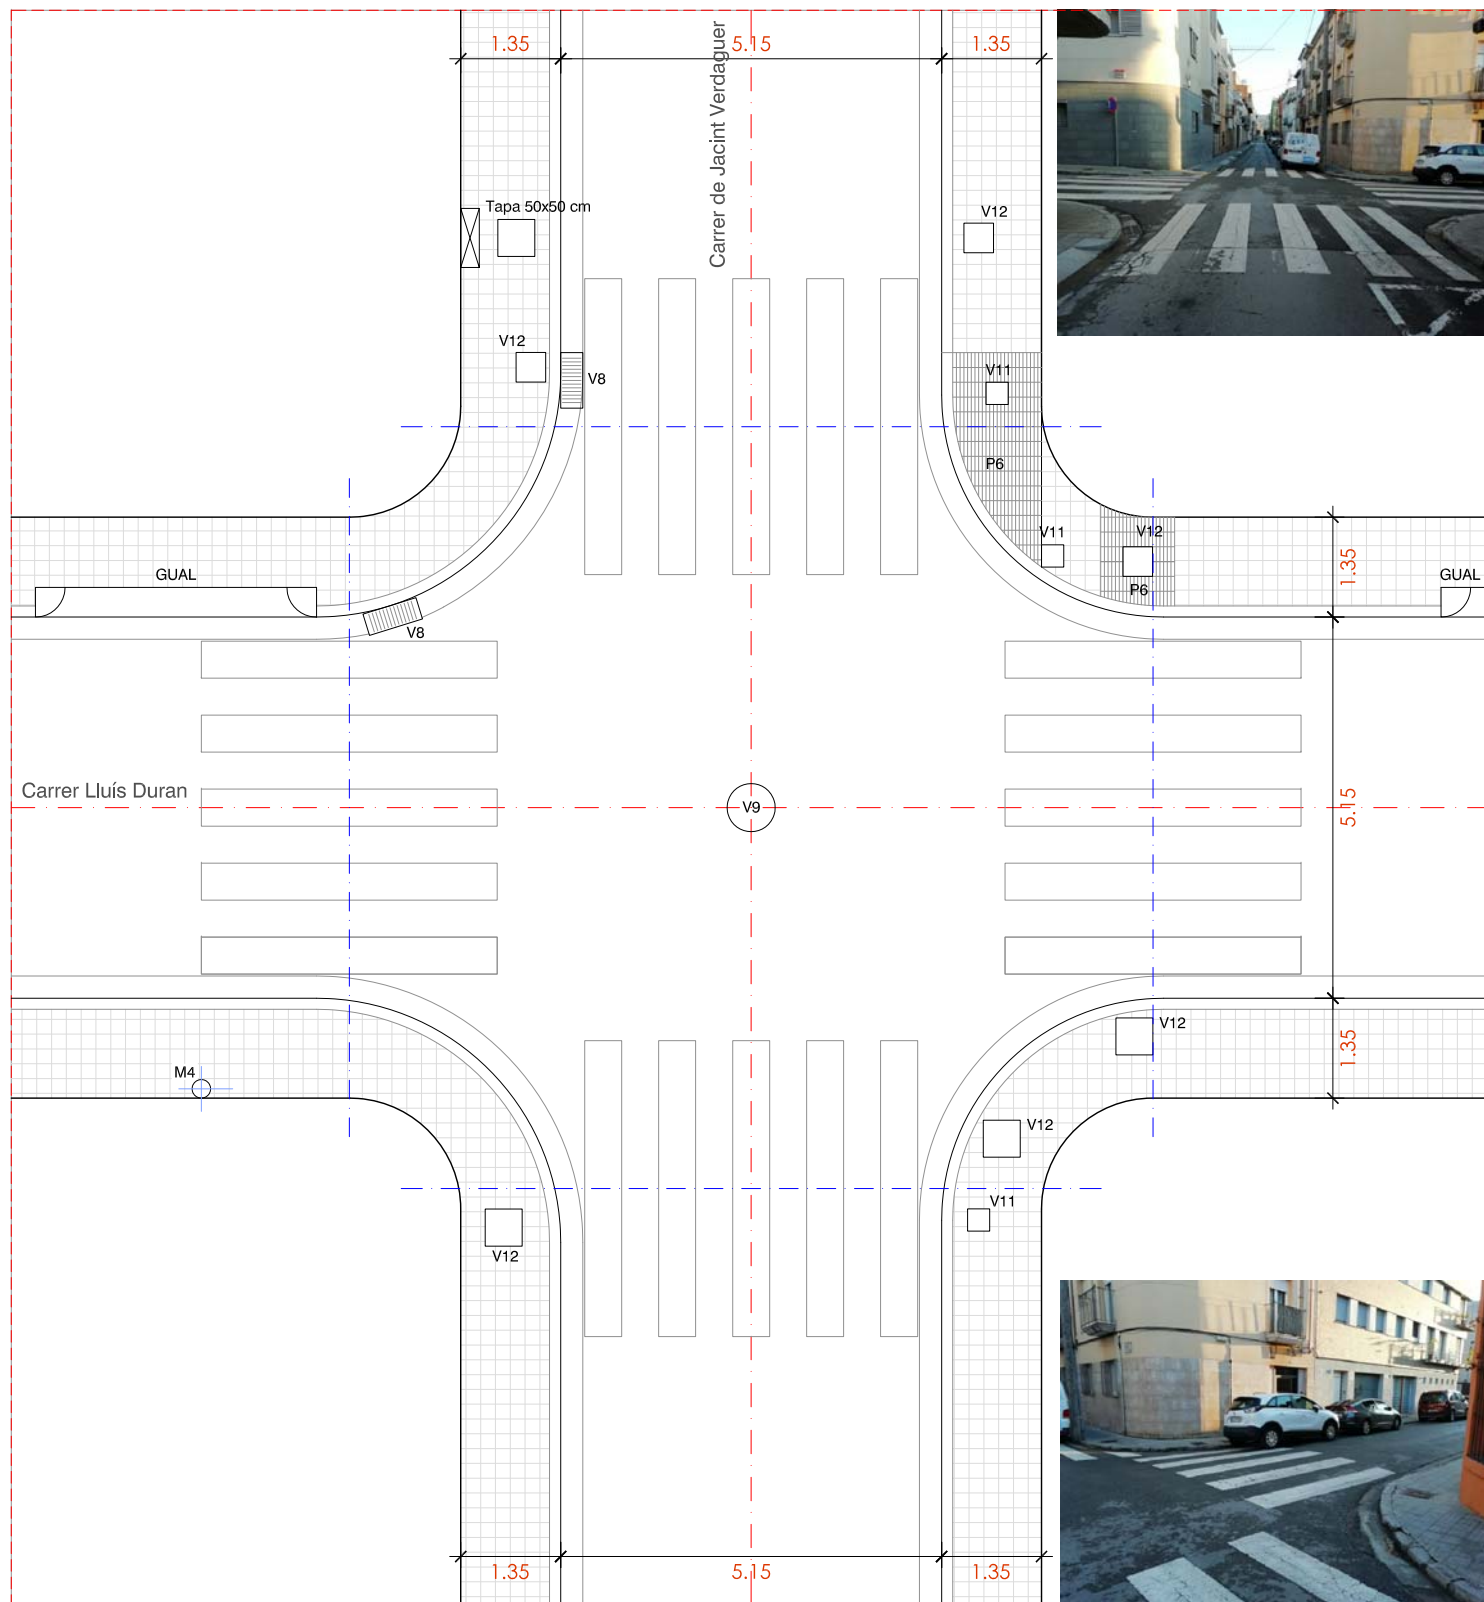 1.35
5.15
1.35
Carrer de Jacint Verdaguer
Tapa 50x50 cm
V12
V12
V8
V11
P6
V11
V12
P6
1.35
GUAL
GUAL
V8
Carrer Lluís Duran
V9
5.15
V12
1.35
M4
V12
V11
V12
1.35
5.15
1.35